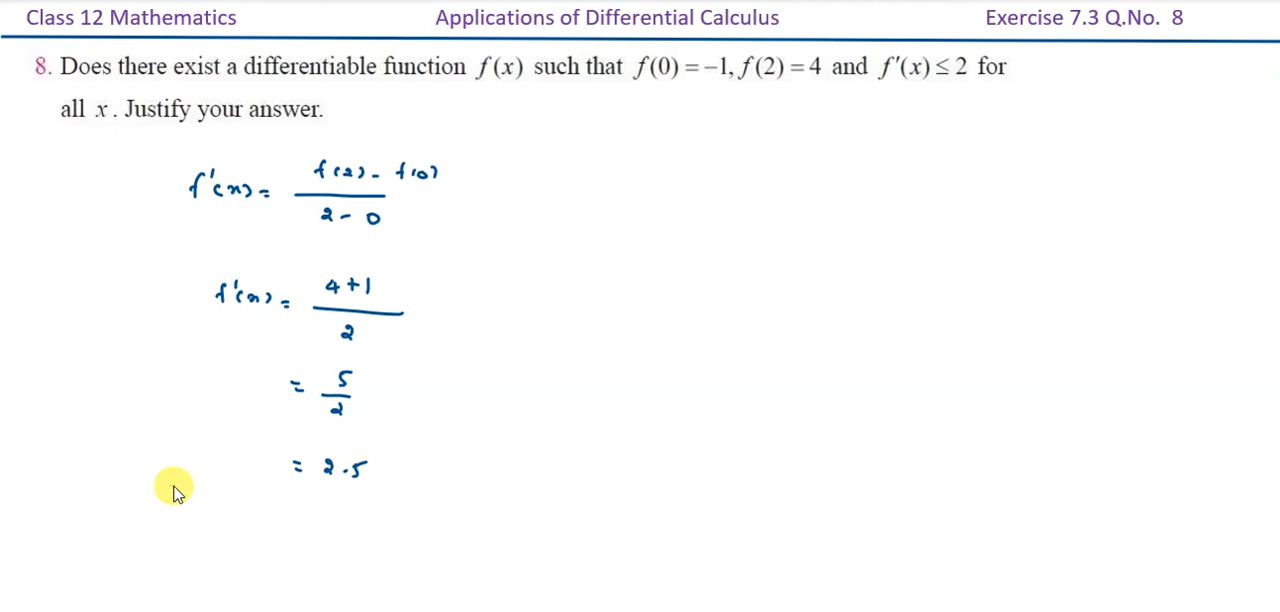 Class 12 Mathematics Applications of Differential Calculus Exercise 7.3 Q.No. 8
8. Does there exist a differentiable function f(x) such that f(0) = −1, f(2) = 4 and f′(x) ≤ 2 for
all x. Justify your answer.
f'(x) = f(2) - f(0)
2 - 0
f'(x) = 4+1
2
= 5
2
= 2.5